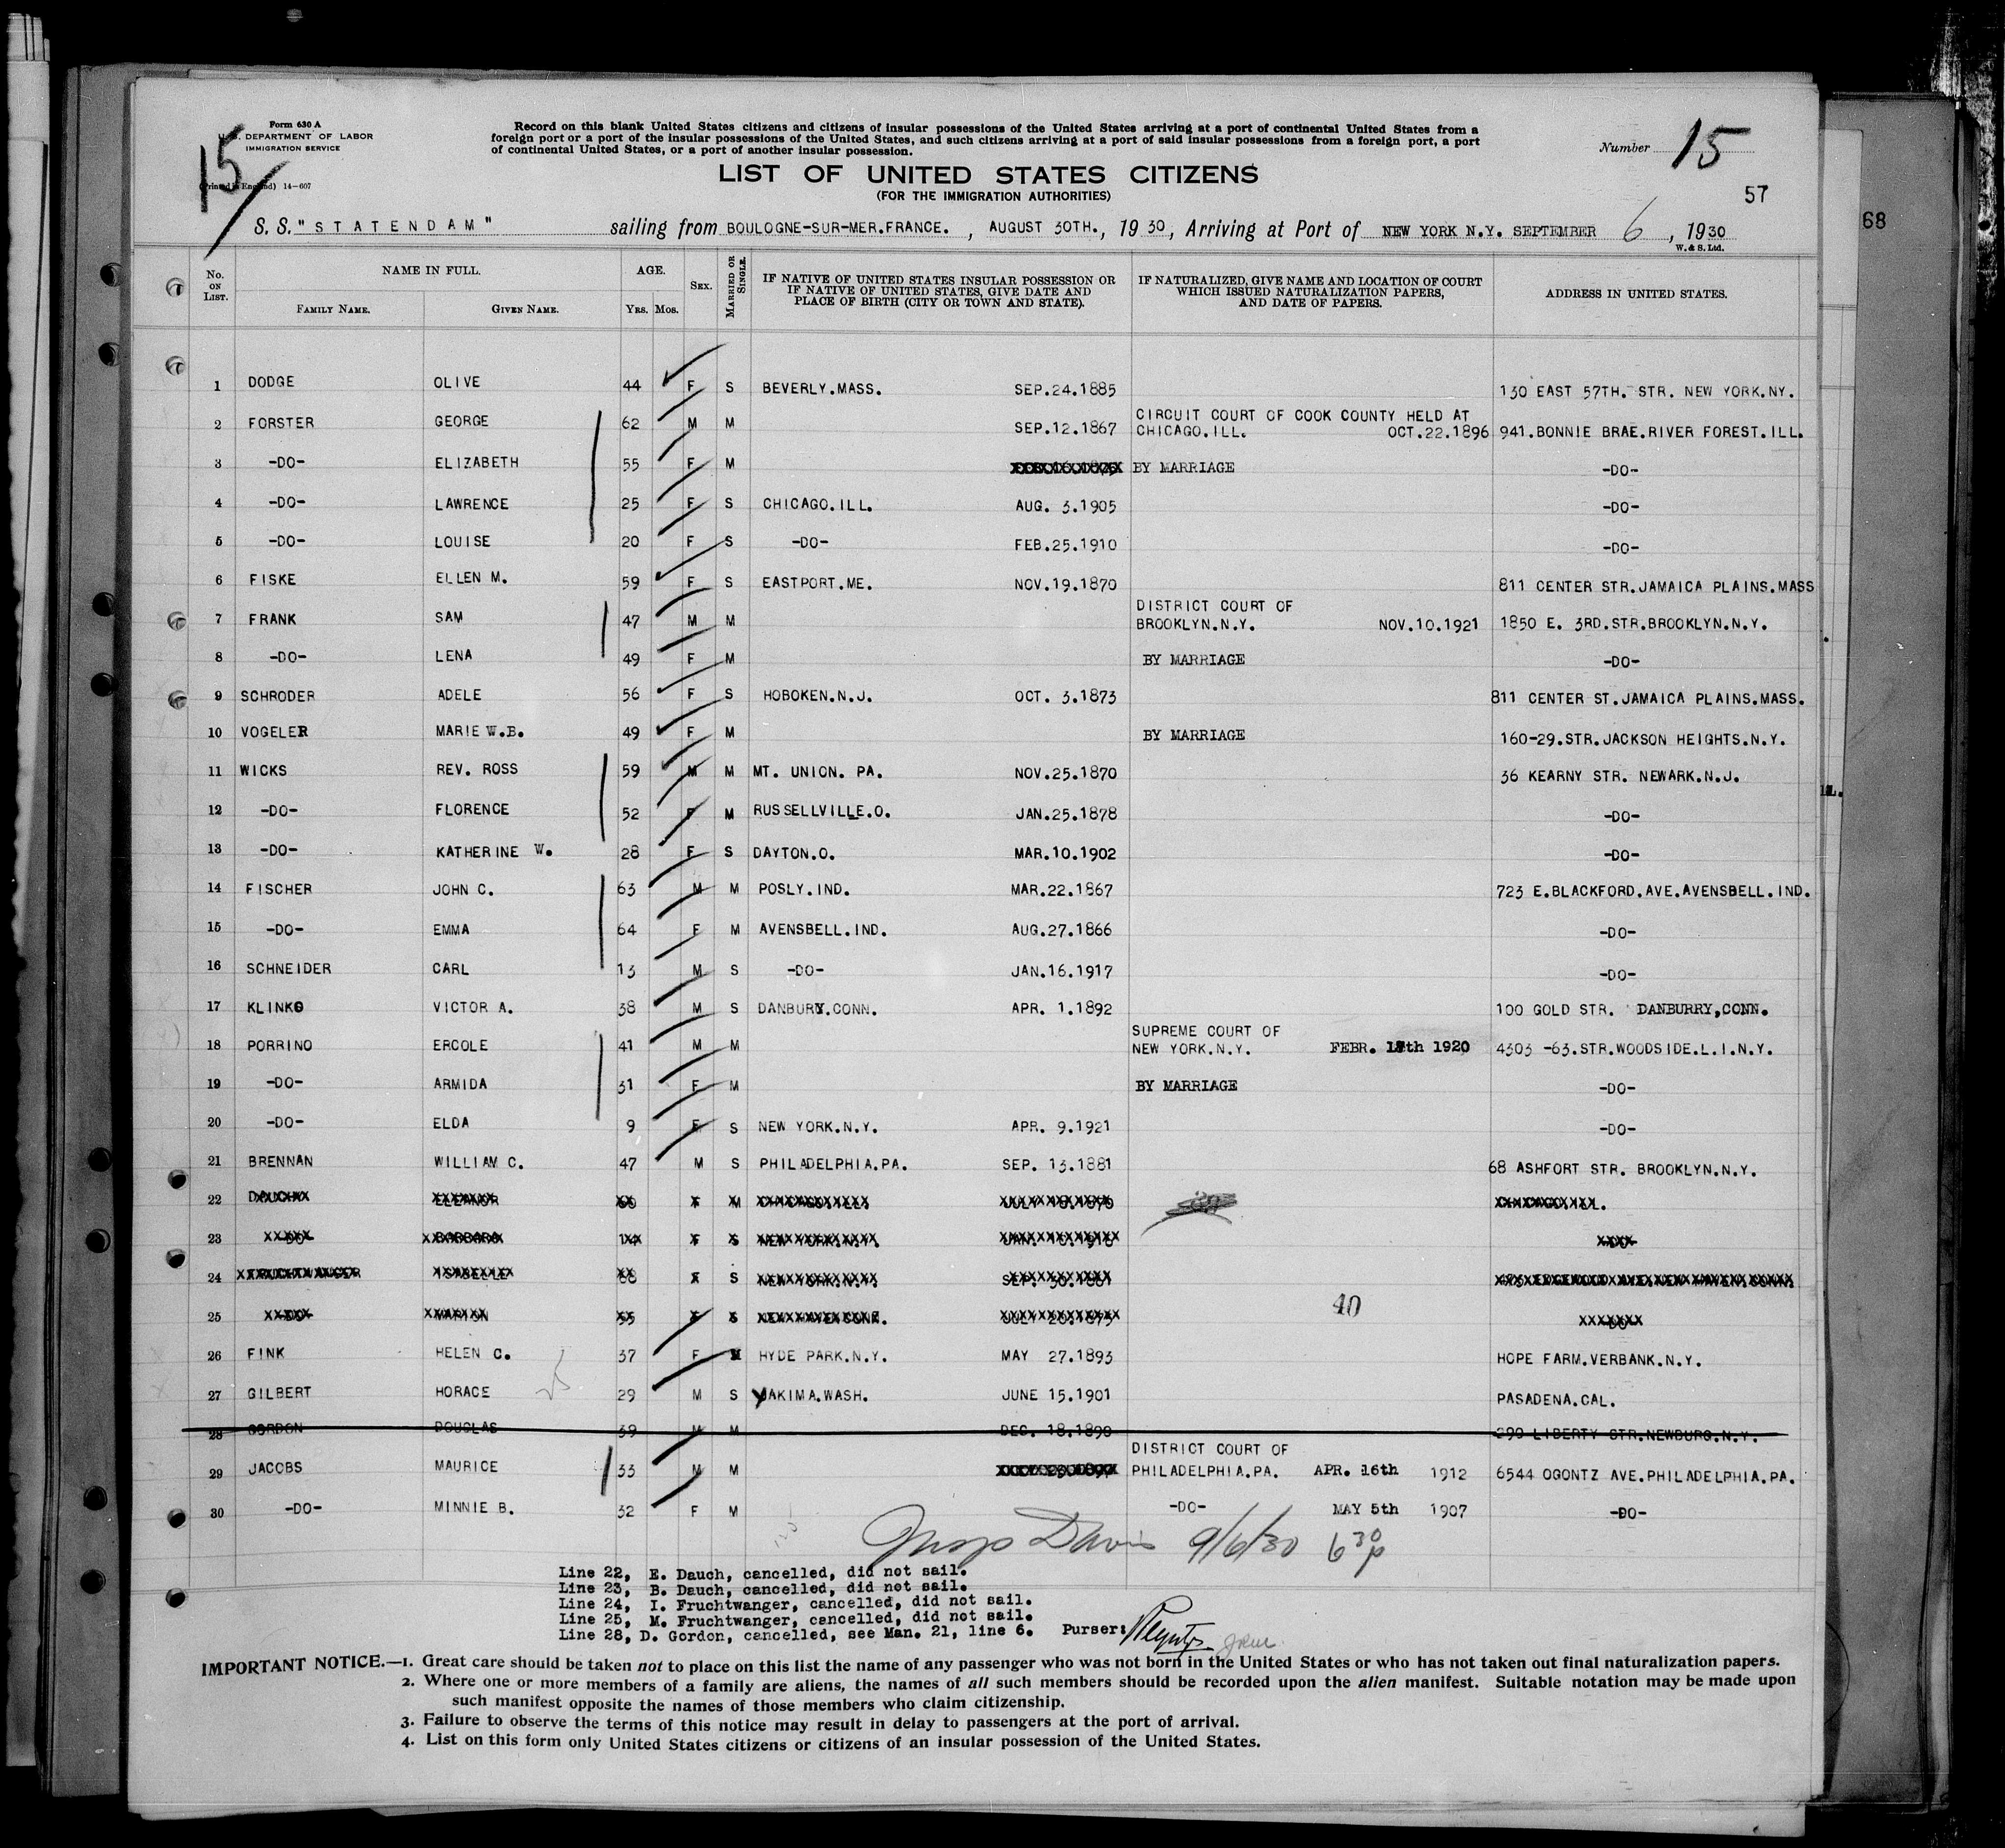 Form 630 A
U. S. DEPARTMENT OF LABOR
IMMIGRATION SERVICE
(Printed in England) 14—607
15
Record on this blank United States citizens and citizens of insular possessions of the United States arriving at a port of continental United States from a
foreign port or a port of the insular possessions of the United States, and such citizens arriving at a port of said insular possessions from a foreign port, a port
of continental United States, or a port of another insular possession.
Number 15
LIST OF UNITED STATES CITIZENS
(FOR THE IMMIGRATION AUTHORITIES)
57
68
S. S. "STATENDAM" sailing from BOULOGNE-SUR-MER.FRANCE. , AUGUST 30TH., 19 30, Arriving at Port of NEW YORK N.Y. SEPTEMBER 6 , 1930
W. & S. Ltd.
No. ON LIST. NAME IN FULL. AGE. SEX. MARRIED OR SINGLE. IF NATIVE OF UNITED STATES INSULAR POSSESSION OR IF NATIVE OF UNITED STATES, GIVE DATE AND PLACE OF BIRTH (CITY OR TOWN AND STATE). IF NATURALIZED, GIVE NAME AND LOCATION OF COURT WHICH ISSUED NATURALIZATION PAPERS, AND DATE OF PAPERS. ADDRESS IN UNITED STATES.
FAMILY NAME. GIVEN NAME. YRS. MOS.
1 DODGE OLIVE 44 F S BEVERLY.MASS. SEP.24.1885 130 EAST 57TH. STR. NEW YORK.NY.
2 FORSTER GEORGE 62 M M SEP.12.1867 CIRCUIT COURT OF COOK COUNTY HELD AT CHICAGO.ILL. OCT.22.1896 941.BONNIE BRAE.RIVER FOREST.ILL.
3 -DO- ELIZABETH 55 F M BY MARRIAGE -DO-
4 -DO- LAWRENCE 25 F S CHICAGO.ILL. AUG. 3.1905 -DO-
5 -DO- LOUISE 20 F S -DO- FEB.25.1910 -DO-
6 FISKE ELLEN M. 59 F S EASTPORT.ME. NOV.19.1870 811 CENTER STR.JAMAICA PLAINS.MASS
7 FRANK SAM 47 M M DISTRICT COURT OF BROOKLYN.N.Y. NOV.10.1921 1850 E. 3RD.STR.BROOKLYN.N.Y.
8 -DO- LENA 49 F M BY MARRIAGE -DO-
9 SCHRODER ADELE 56 F S HOBOKEN.N.J. OCT. 3.1873 811 CENTER ST.JAMAICA PLAINS.MASS.
10 VOGELER MARIE W.B. 49 F M BY MARRIAGE 160-29.STR.JACKSON HEIGHTS.N.Y.
11 WICKS REV. ROSS 59 M M MT. UNION. PA. NOV.25.1870 36 KEARNY STR. NEWARK.N.J.
12 -DO- FLORENCE 52 F M RUSSELLVILLE.O. JAN.25.1878 -DO-
13 -DO- KATHERINE W. 28 F S DAYTON.O. MAR.10.1902 -DO-
14 FISCHER JOHN C. 63 M M POSLY.IND. MAR.22.1867 723 E.BLACKFORD.AVE.AVENSBELL.IND.
15 -DO- EMMA 64 F M AVENSBELL.IND. AUG.27.1866 -DO-
16 SCHNEIDER CARL 13 M S -DO- JAN.16.1917 -DO-
17 KLINKO VICTOR A. 38 M S DANBURY.CONN. APR. 1.1892 100 GOLD STR. DANBURRY,CONN.
18 PORRINO ERCOLE 41 M M SUPREME COURT OF NEW YORK.N.Y. FEBR. 1920 4303 -63.STR.WOODSIDE.L.I.N.Y.
19 -DO- ARMIDA 31 F M BY MARRIAGE -DO-
20 -DO- ELDA 9 F S NEW YORK.N.Y. APR. 9.1921 -DO-
21 BRENNAN WILLIAM C. 47 M S PHILADELPHIA.PA. SEP. 13.1881 68 ASHFORT STR. BROOKLYN.N.Y.
22
23
24
25 40
26 FINK HELEN C. 37 F M HYDE PARK.N.Y. MAY 27.1893 HOPE FARM.VERBANK.N.Y.
27 GILBERT HORACE 29 M S YAKIMA.WASH. JUNE 15.1901 PASADENA.CAL.
28 GORDON DOUGLAS 39 M M DEC. 18.1890 290 LIBERTY STR.NEWBURG.N.Y.
29 JACOBS MAURICE 33 M M DISTRICT COURT OF PHILADELPHIA.PA. APR. 16th 1912 6544 OGONTZ AVE.PHILADELPHIA.PA.
30 -DO- MINNIE B. 32 F M -DO- MAY 5th 1907 -DO-
Davis 9/6/30 6 30 p
Line 22, E. Dauch, cancelled, did not sail.
Line 23, B. Dauch, cancelled, did not sail.
Line 24, I. Fruchtwanger, cancelled, did not sail.
Line 25, M. Fruchtwanger, cancelled, did not sail.
Line 28, D. Gordon, cancelled, see Man. 21, line 6. Purser:
IMPORTANT NOTICE.—1. Great care should be taken not to place on this list the name of any passenger who was not born in the United States or who has not taken out final naturalization papers.
2. Where one or more members of a family are aliens, the names of all such members should be recorded upon the alien manifest. Suitable notation may be made upon
such manifest opposite the names of those members who claim citizenship.
3. Failure to observe the terms of this notice may result in delay to passengers at the port of arrival.
4. List on this form only United States citizens or citizens of an insular possession of the United States.